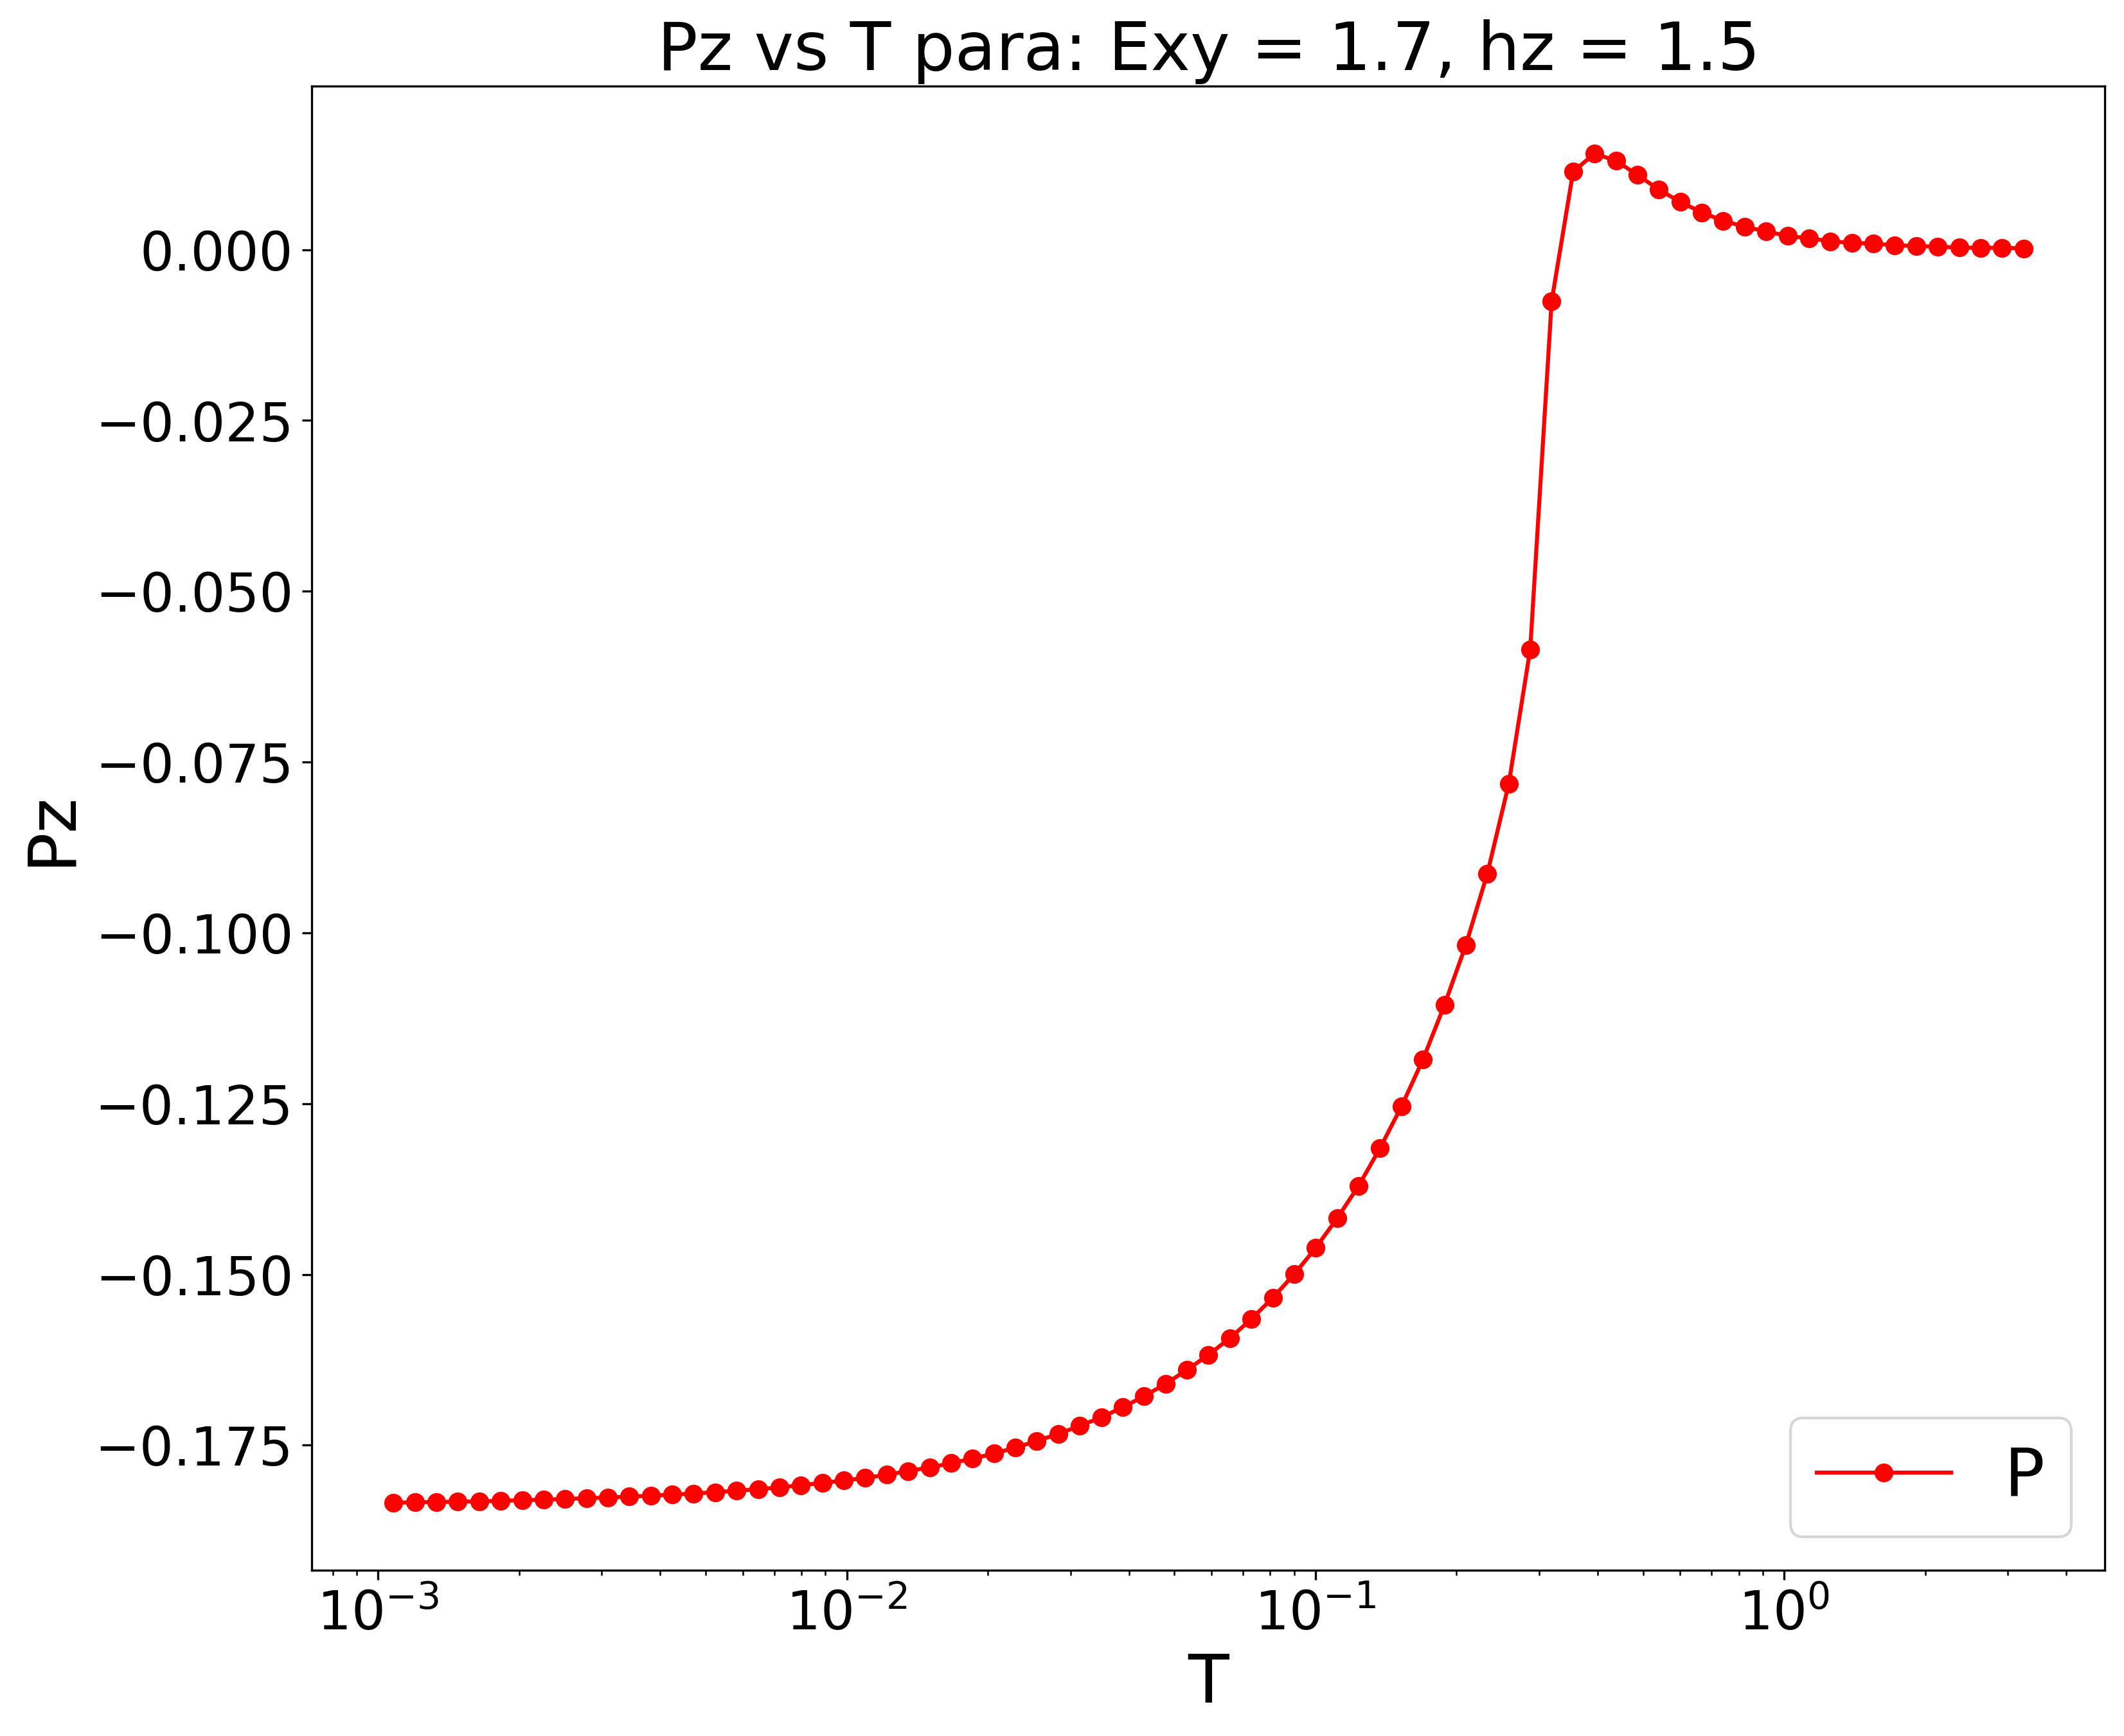 Pz vs T para: Exy = 1.7, hz = 1.5
0.000
−0.025
−0.050
−0.075
−0.100
−0.125
−0.150
−0.175
Pz
P
10⁻³ 10⁻² 10⁻¹ 10⁰
T